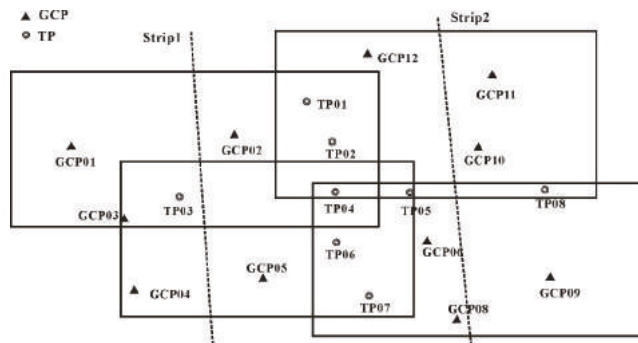 GCP
TP
Strip1
Strip2
GCP12
GCP11
TP01
GCP01
GCP02
TP02
GCP10
TP03
TP04
TP05
TP08
GCP03
TP06
GCP06
GCP04
GCP05
TP07
GCP08
GCP09